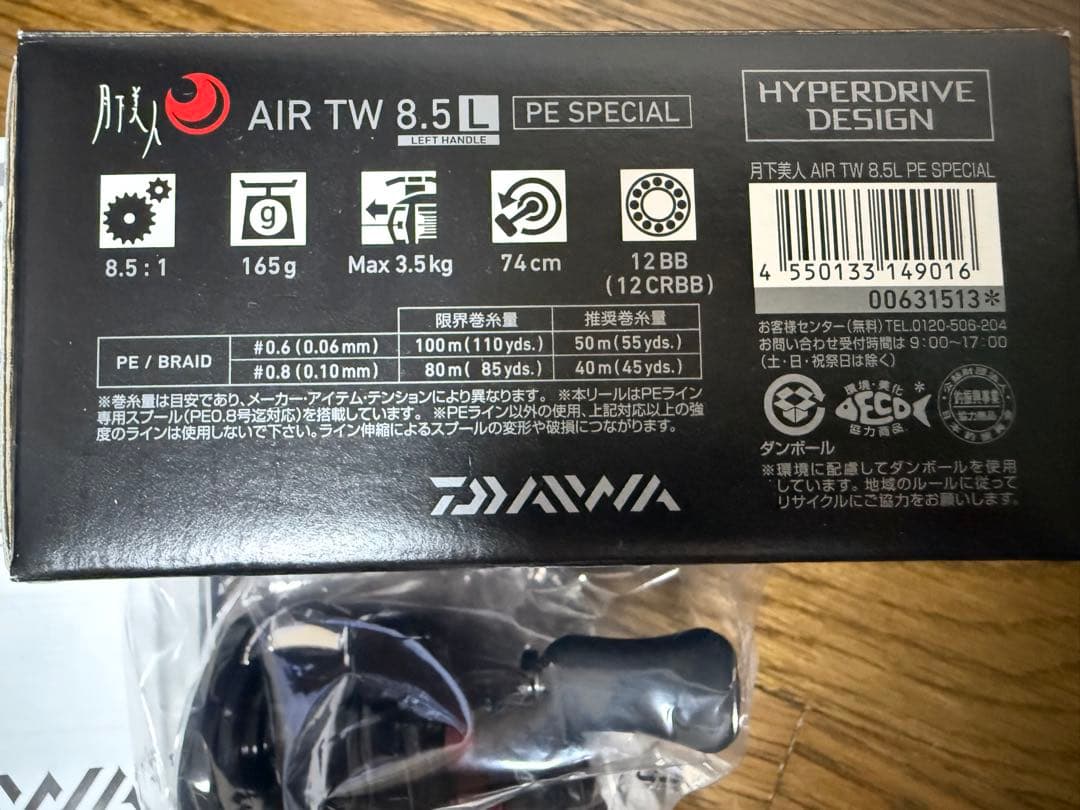 月下美人 AIR TW 8.5 L PE SPECIAL
LEFT HANDLE
HYPERDRIVE
DESIGN
月下美人 AIR TW 8.5L PE SPECIAL
g
8.5:1
165g
Max 3.5kg
74cm
12BB
(12CRBB)
4 550133 149016
00631513*
お客様センター(無料)TEL.0120-506-204
お問い合わせ受付時間は 9:00~17:00
(土・日・祝祭日は除く)
限界巻糸量 推奨巻糸量
PE / BRAID
#0.6(0.06mm) 100m(110yds.) 50m(55yds.)
#0.8(0.10mm) 80m( 85yds.) 40m(45yds.)
※巻糸量は目安であり、メーカー・アイテム・テンションにより異なります。 ※本リールはPEライン
専用スプール(PE0.8号迄対応)を搭載しています。 ※PEライン以外の使用、上記対応以上の強
度のラインは使用しないで下さい。ライン伸縮によるスプールの変形や破損につながります。
環境・美化
DECO
協力商品
協力商品
ダンボール
※環境に配慮してダンボールを使用
しています。地域のルールに従って
リサイクルにご協力をお願いします。
DAIWA